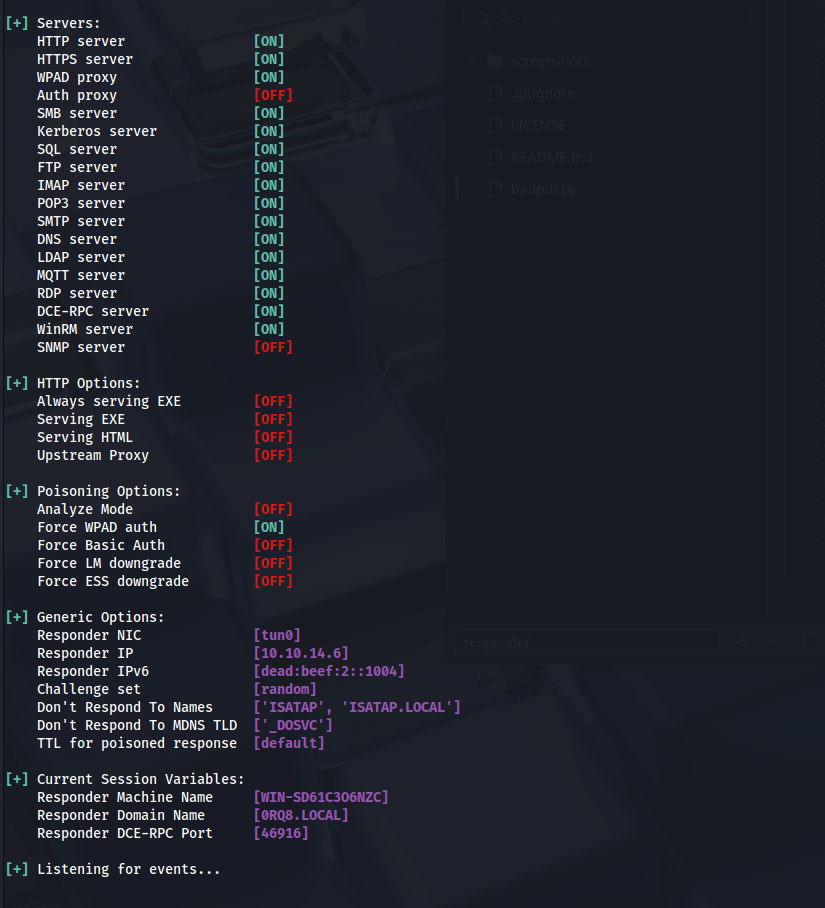 [+] Servers:
HTTP server [ON]
HTTPS server [ON]
WPAD proxy [ON]
Auth proxy [OFF]
SMB server [ON]
Kerberos server [ON]
SQL server [ON]
FTP server [ON]
IMAP server [ON]
POP3 server [ON]
SMTP server [ON]
DNS server [ON]
LDAP server [ON]
MQTT server [ON]
RDP server [ON]
DCE-RPC server [ON]
WinRM server [ON]
SNMP server [OFF]
[+] HTTP Options:
Always serving EXE [OFF]
Serving EXE [OFF]
Serving HTML [OFF]
Upstream Proxy [OFF]
[+] Poisoning Options:
Analyze Mode [OFF]
Force WPAD auth [ON]
Force Basic Auth [OFF]
Force LM downgrade [OFF]
Force ESS downgrade [OFF]
[+] Generic Options:
Responder NIC [tun0]
Responder IP [10.10.14.6]
Responder IPv6 [dead:beef:2::1004]
Challenge set [random]
Don't Respond To Names ['ISATAP', 'ISATAP.LOCAL']
Don't Respond To MDNS TLD ['_DOSVC']
TTL for poisoned response [default]
[+] Current Session Variables:
Responder Machine Name [WIN-SD61C3O6NZC]
Responder Domain Name [0RQ8.LOCAL]
Responder DCE-RPC Port [46916]
[+] Listening for events...
Go to file
screenshots
.gitignore
LICENSE
README.md
badpdf.py
responder